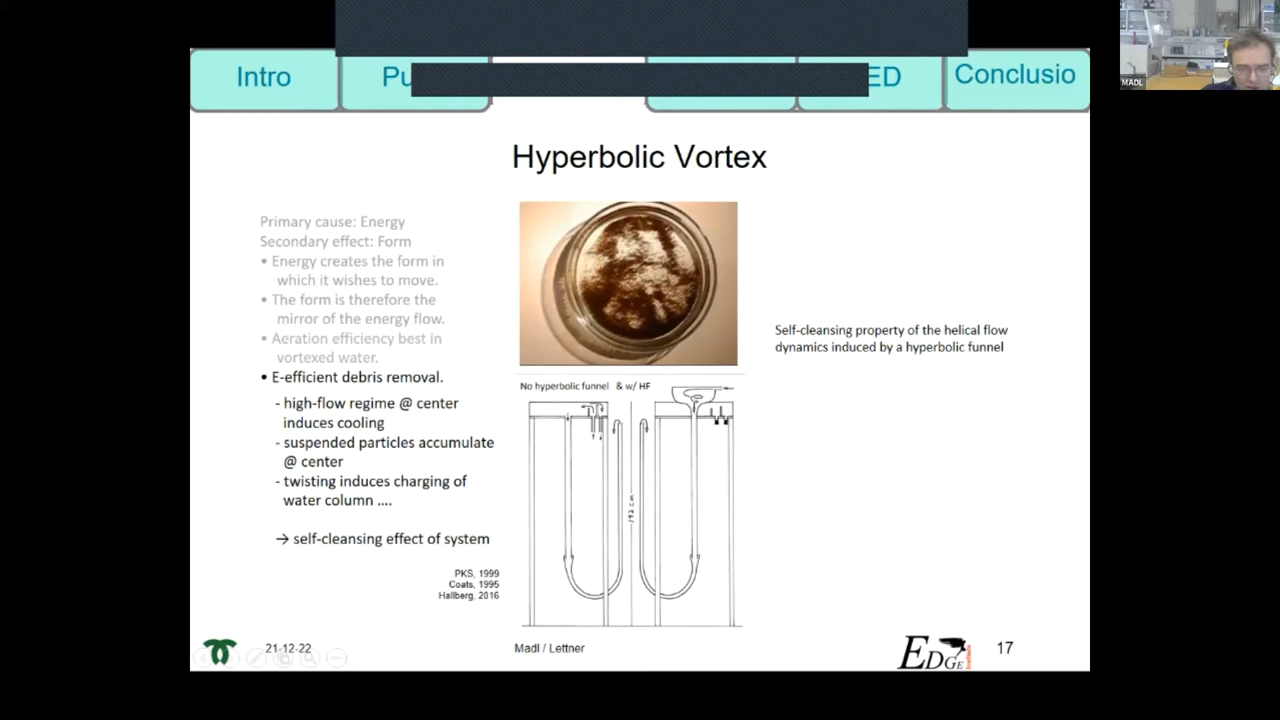 MADL
Intro
Pu
ED
Conclusio
Hyperbolic Vortex
Primary cause: Energy
Secondary effect: Form
• Energy creates the form in
which it wishes to move.
• The form is therefore the
mirror of the energy flow.
• Aeration efficiency best in
vortexed water.
• E-efficient debris removal.
- high-flow regime @ center
induces cooling
- suspended particles accumulate
@ center
- twisting induces charging of
water column ....
→ self-cleansing effect of system
PKS, 1999
Coats, 1995
Hallberg, 2016
No hyperbolic funnel & w/ HF
192 cm
Self-cleansing property of the helical flow
dynamics induced by a hyperbolic funnel
21-12-22
Madl / Lettner
EDGE
17